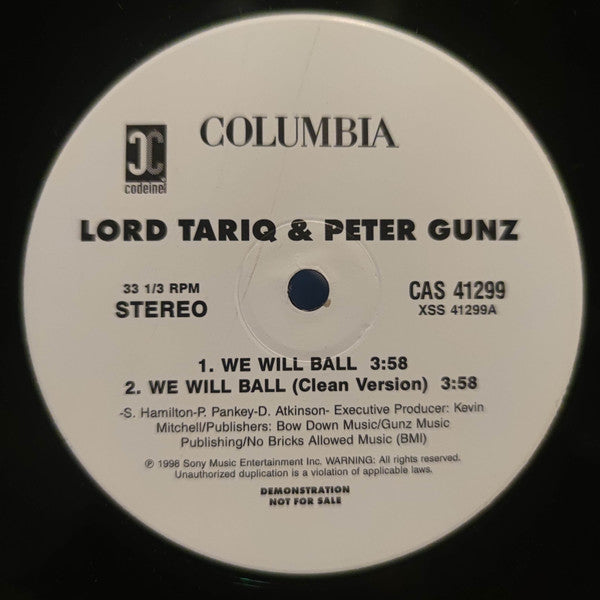 COLUMBIA
codeine!
LORD TARIQ & PETER GUNZ
33 1/3 RPM
STEREO
CAS 41299
XSS 41299A
1. WE WILL BALL 3:58
2. WE WILL BALL (Clean Version) 3:58
-S. Hamilton-P. Pankey-D. Atkinson- Executive Producer: Kevin
Mitchell/Publishers: Bow Down Music/Gunz Music
Publishing/No Bricks Allowed Music (BMI)
℗ 1998 Sony Music Entertainment Inc. WARNING: All rights reserved.
Unauthorized duplication is a violation of applicable laws.
DEMONSTRATION
NOT FOR SALE